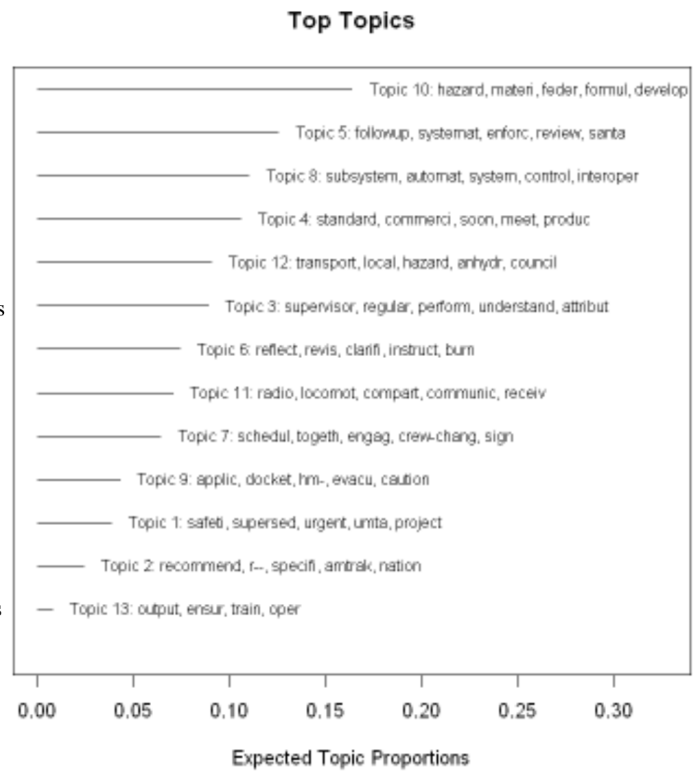 Top Topics
Topic 10: hazard, materi, feder, formul, develop
Topic 5: followup, systemat, enforc, review, santa
Topic 8: subsystem, automat, system, control, interoper
Topic 4: standard, commerci, soon, meet, produc
Topic 12: transport, local, hazard, anhydr, council
s
Topic 3: supervisor, regular, perform, understand, attribut
Topic 6: reflect, revis, clarifi, instruct, burn
Topic 11: radio, locomot, compart, communic, receiv
Topic 7: schedul, togeth, engag, crew-chang, sign
Topic 9: applic, docket, hm-, evacu, caution
Topic 1: safeti, supersed, urgent, umta, project
Topic 2: recommend, r--, specifi, amtrak, nation
s
Topic 13: output, ensur, train, oper
0.00 0.05 0.10 0.15 0.20 0.25 0.30
Expected Topic Proportions